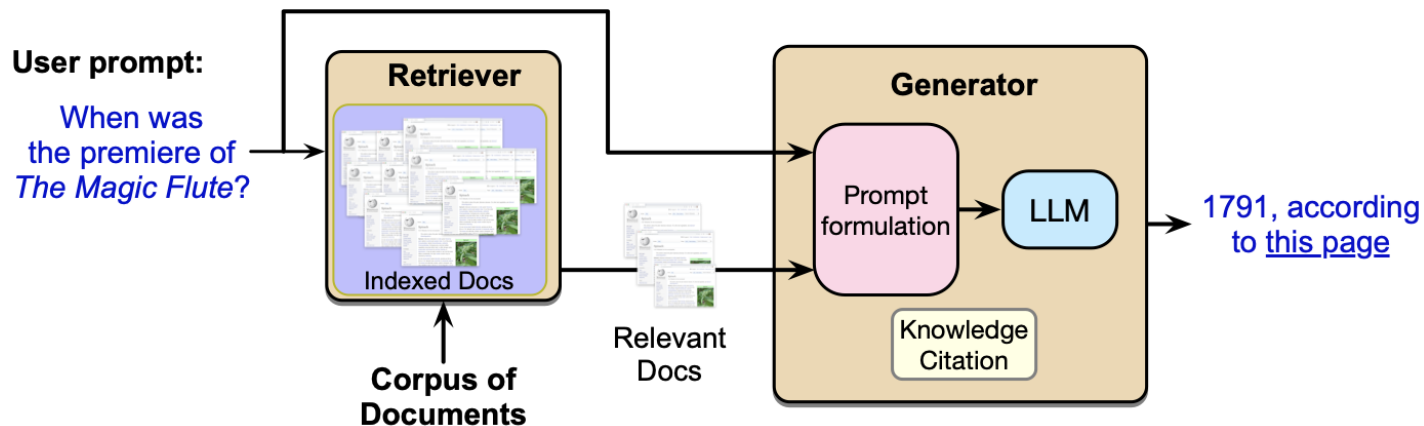 User prompt:
When was
the premiere of
The Magic Flute?
Retriever
Indexed Docs
Corpus of
Documents
Relevant
Docs
Generator
Prompt
formulation
LLM
Knowledge
Citation
1791, according
to this page